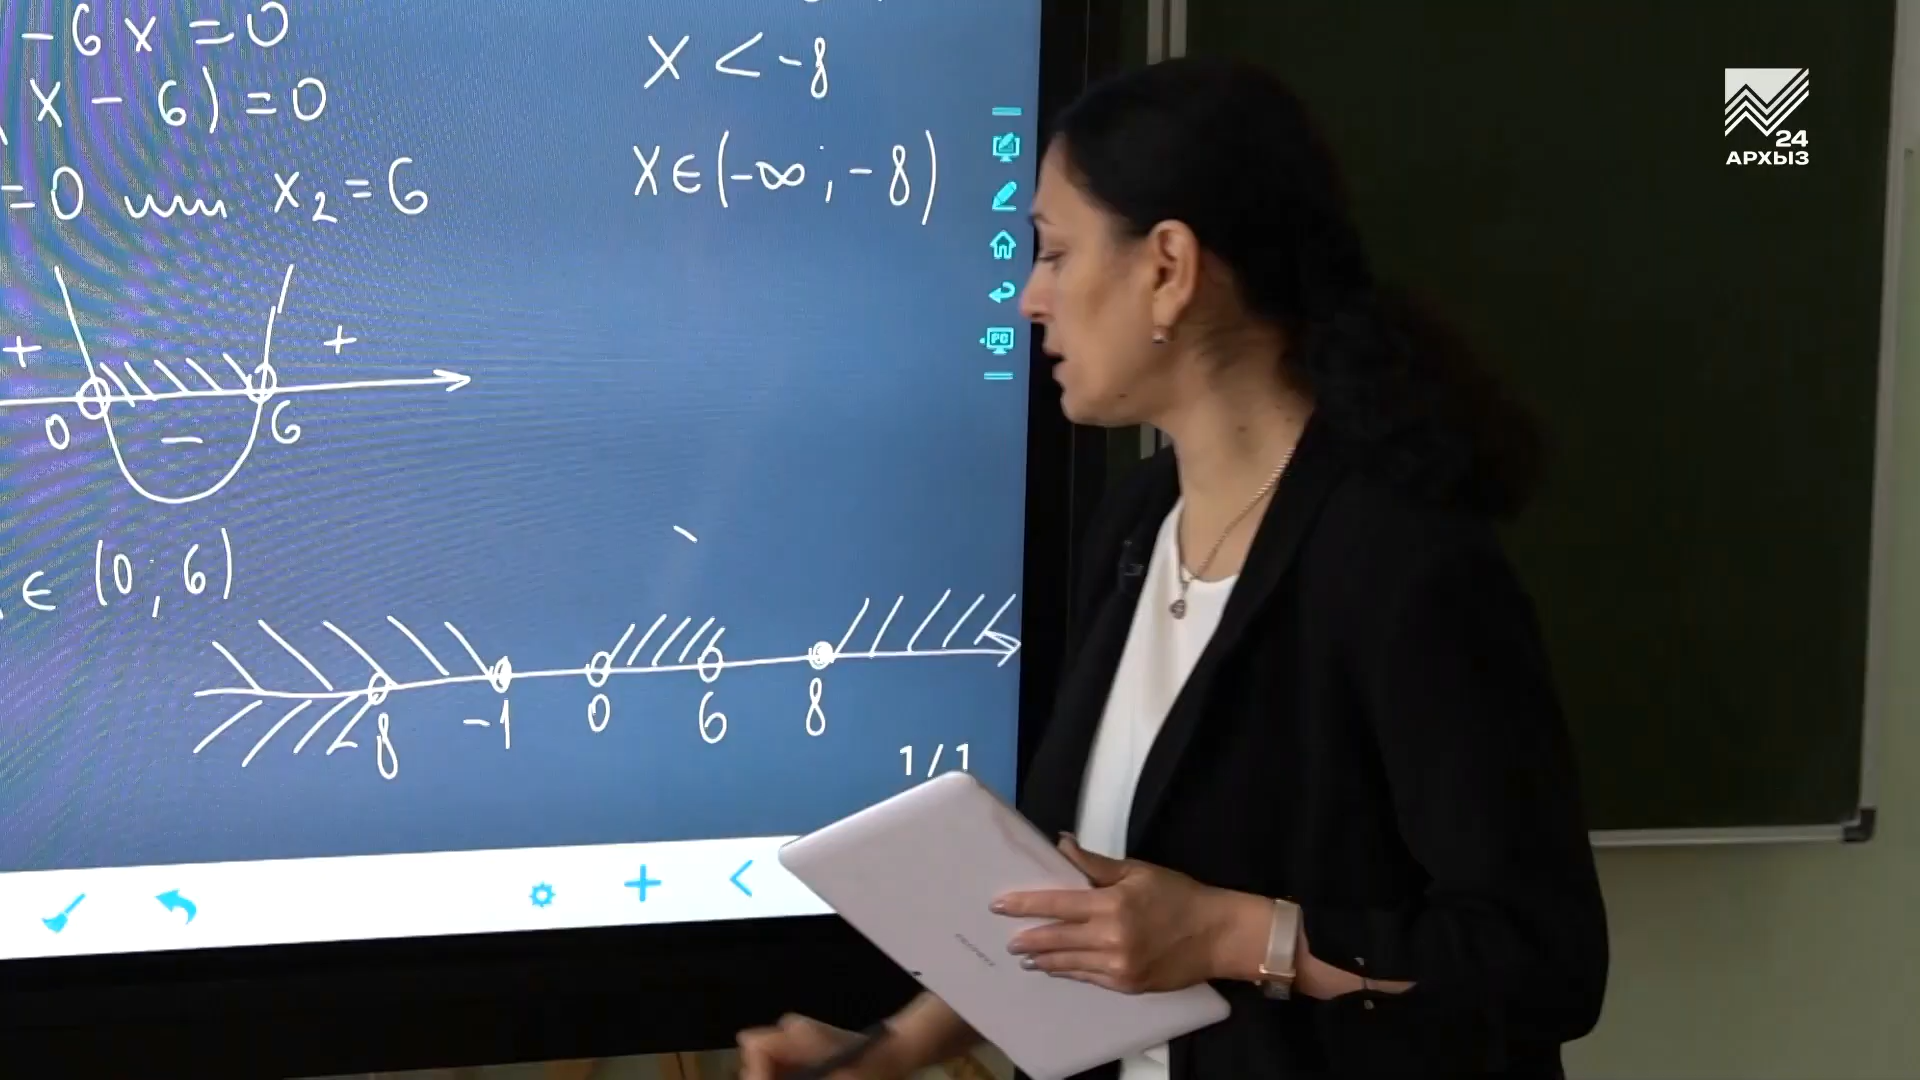 -6x=0
x - 6)=0
=0 или x₂=6
+ +
0 - 6
∈ (0; 6)
x < -8
x∈(-∞; -8)
-8 -1 0 6 8
1/1
PC
24
АРХЫЗ